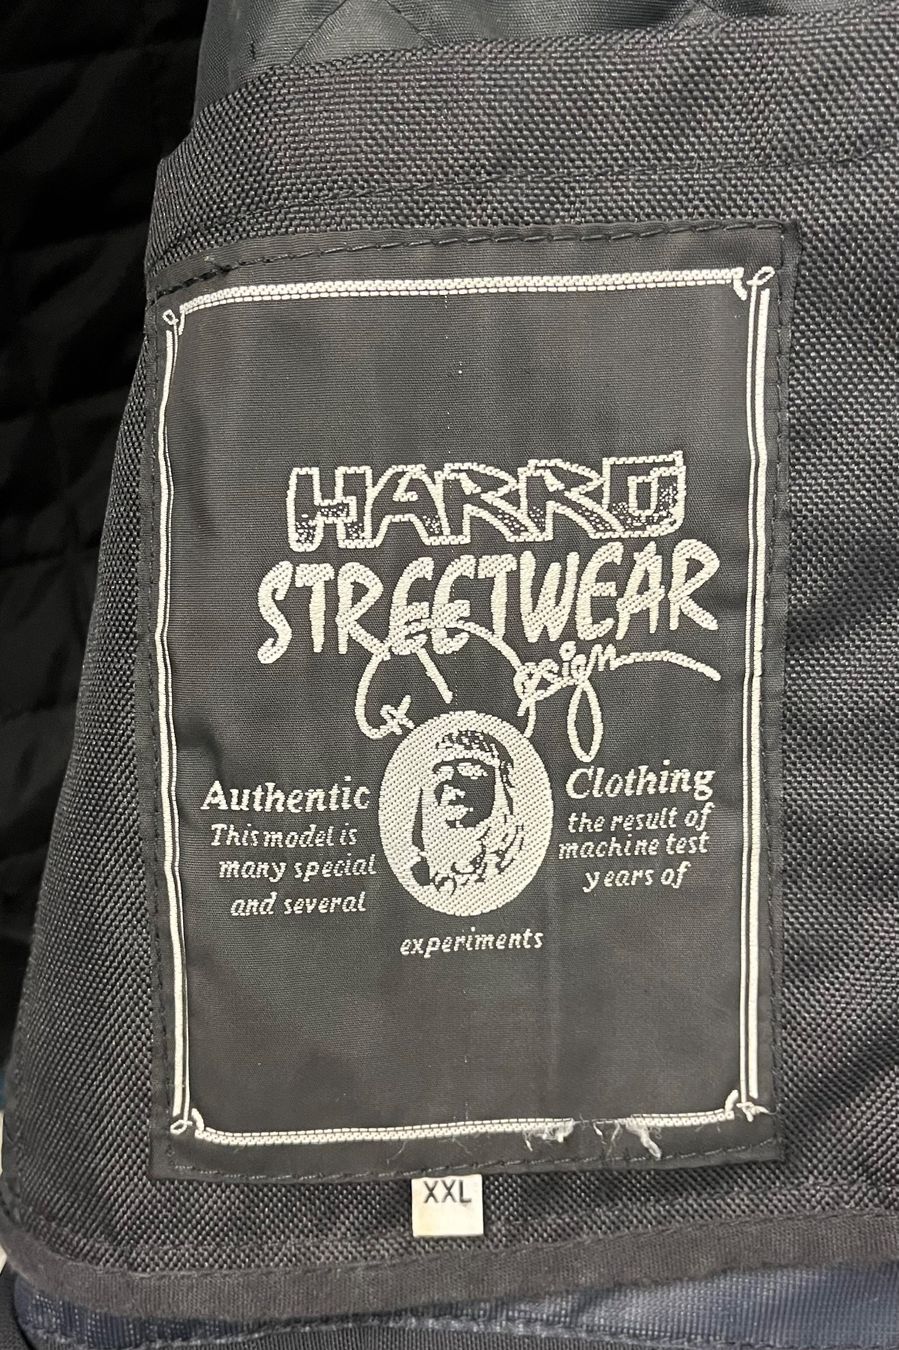 HARRO
STREETWEAR
Design
Authentic Clothing
This model is the result of
many special machine test
and several years of
experiments
XXL